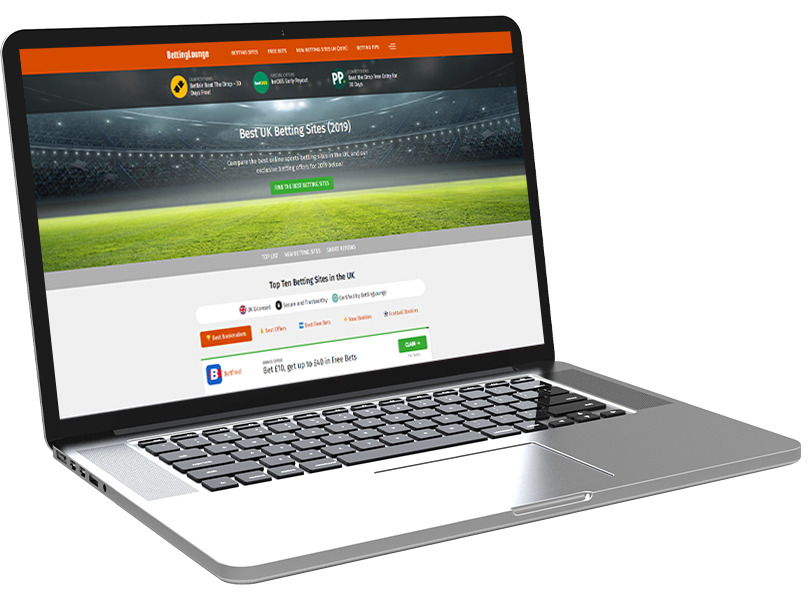 BettingLounge
BETTING SITES
FREE BETS
NEW BETTING SITES UK (2019)
BETTING TIPS
COMPETITIONS
Betfair Beat The Drop - 30
Days Free!
SPECIAL OFFERS
bet365
bet365 Early Payout
PP
COMPETITIONS
Beat the Drop Free Entry for
30 Days
Best UK Betting Sites (2019)
Compare the best online sports betting sites in the UK, and our
exclusive betting offers for 2019 below!
FIND THE BEST BETTING SITES
TOP LIST
NEW BETTING SITES
SMART REVIEWS
Top Ten Betting Sites in the UK
UK Licensed
Secure and Trustworthy
Certified by BettingLounge
Best Bookmakers
Best Offers
Best Free Bets
New Bookies
Football Bookies
B
Betfred
BONUS OFFER
Bet £10, get up to £40 in Free Bets
CLAIM